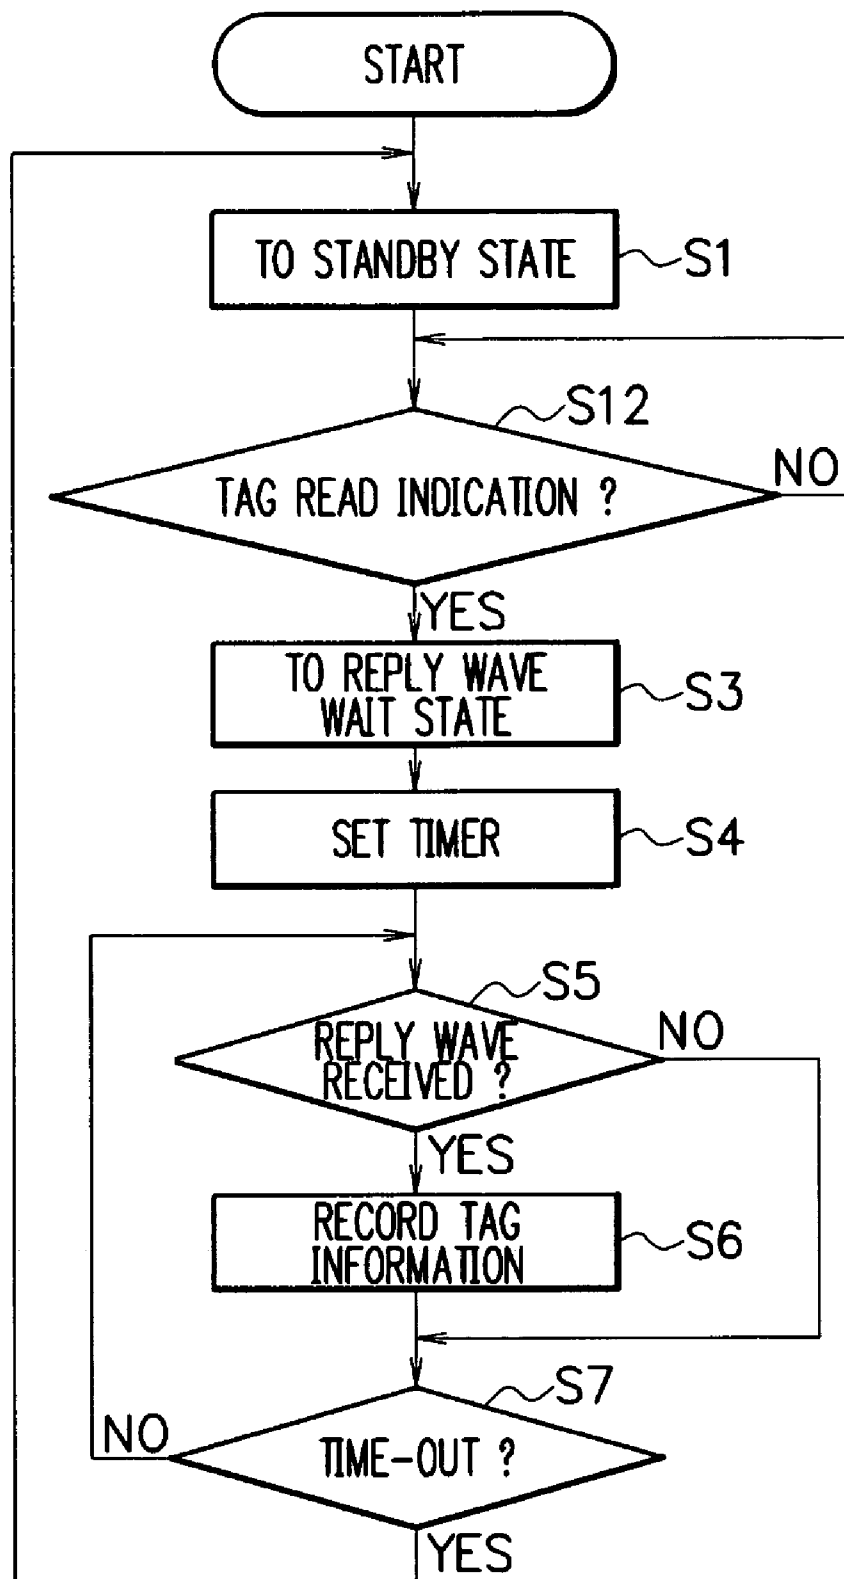 START
TO STANDBY STATE
S1
S12
TAG READ INDICATION ?
NO
YES
TO REPLY WAVE
WAIT STATE
S3
SET TIMER
S4
S5
REPLY WAVE
RECEIVED ?
NO
YES
RECORD TAG
INFORMATION
S6
S7
NO
TIME-OUT ?
YES